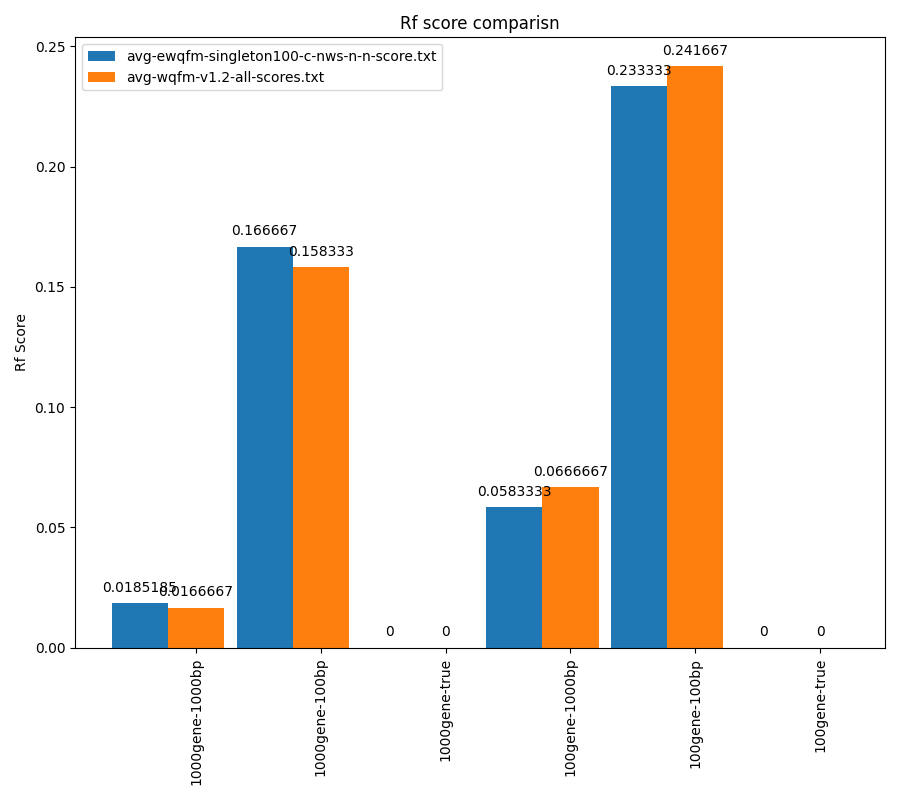 Rf score comparisn
avg-ewqfm-singleton100-c-nws-n-n-score.txt
avg-wqfm-v1.2-all-scores.txt
Rf Score
0.25
0.20
0.15
0.10
0.05
0.00
0.0185185
0.0166667
0.166667
0.158333
0
0
0.0583333
0.0666667
0.233333
0.241667
0
0
1000gene-1000bp
1000gene-100bp
1000gene-true
100gene-1000bp
100gene-100bp
100gene-true